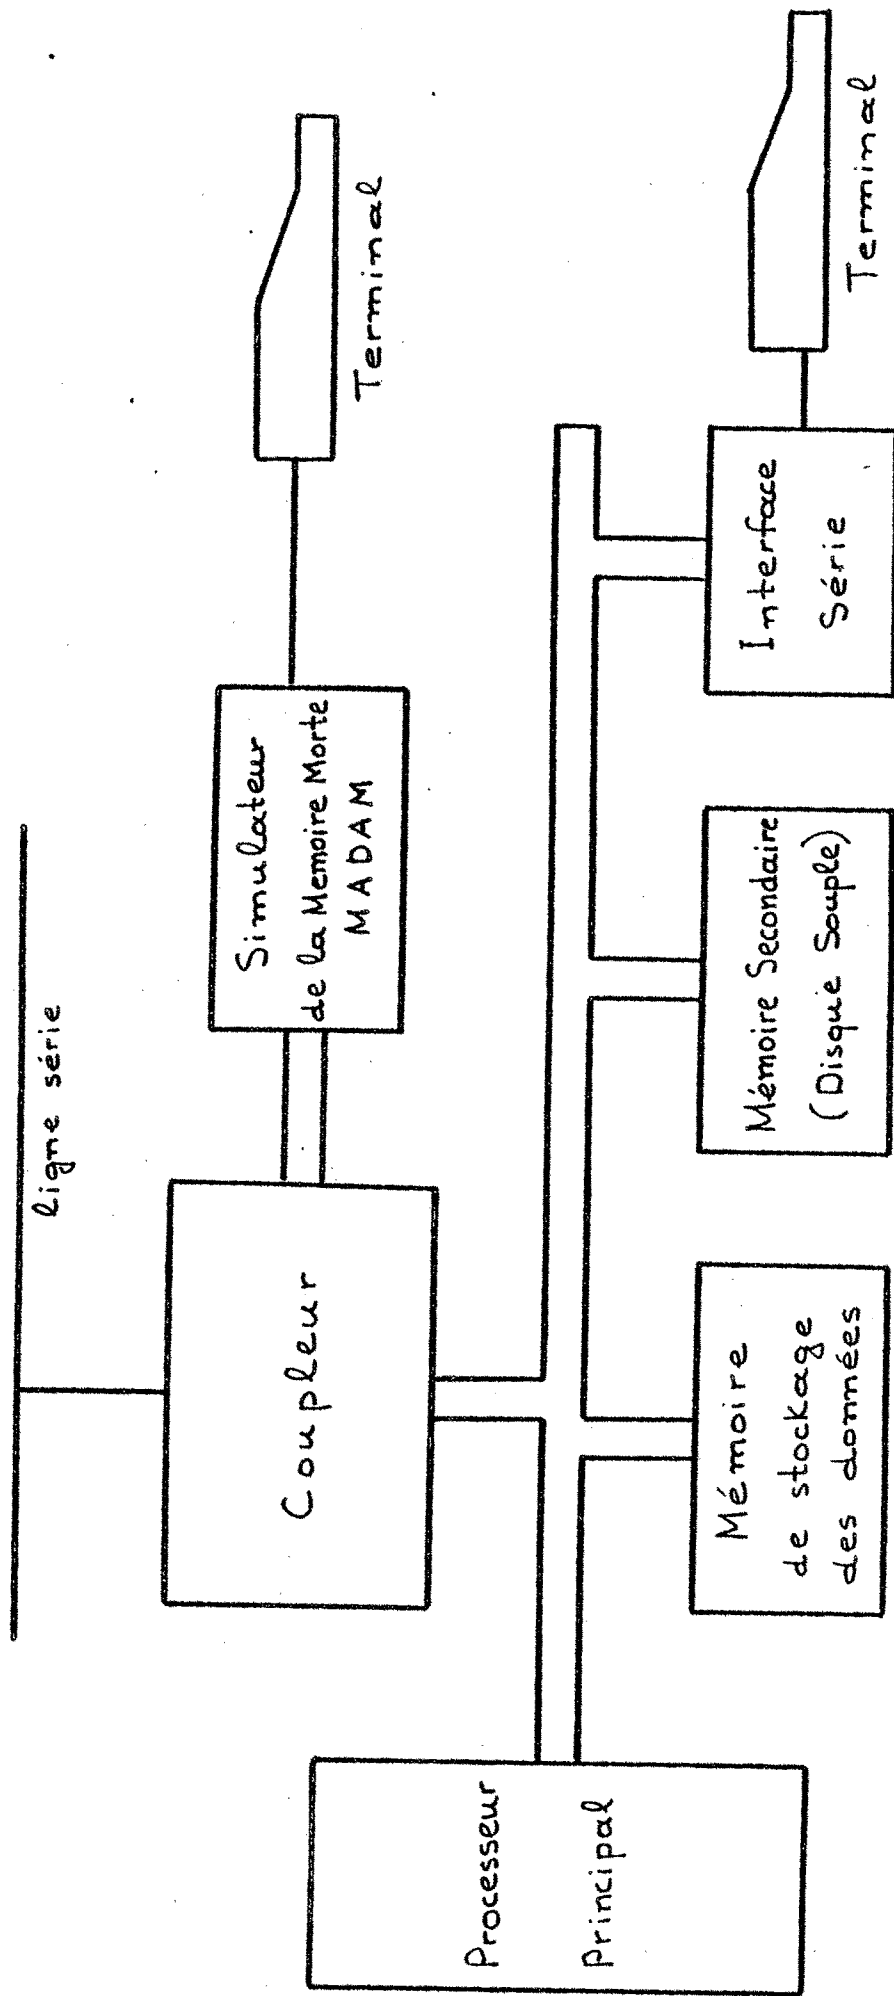 ligne série
Coupleur
Simulateur
de la Memoire Morte
MADAM
Terminal
Processeur
Principal
Mémoire
de stockage
des données
Mémoire Secondaire
(Disque Souple)
Interface
Série
Terminal